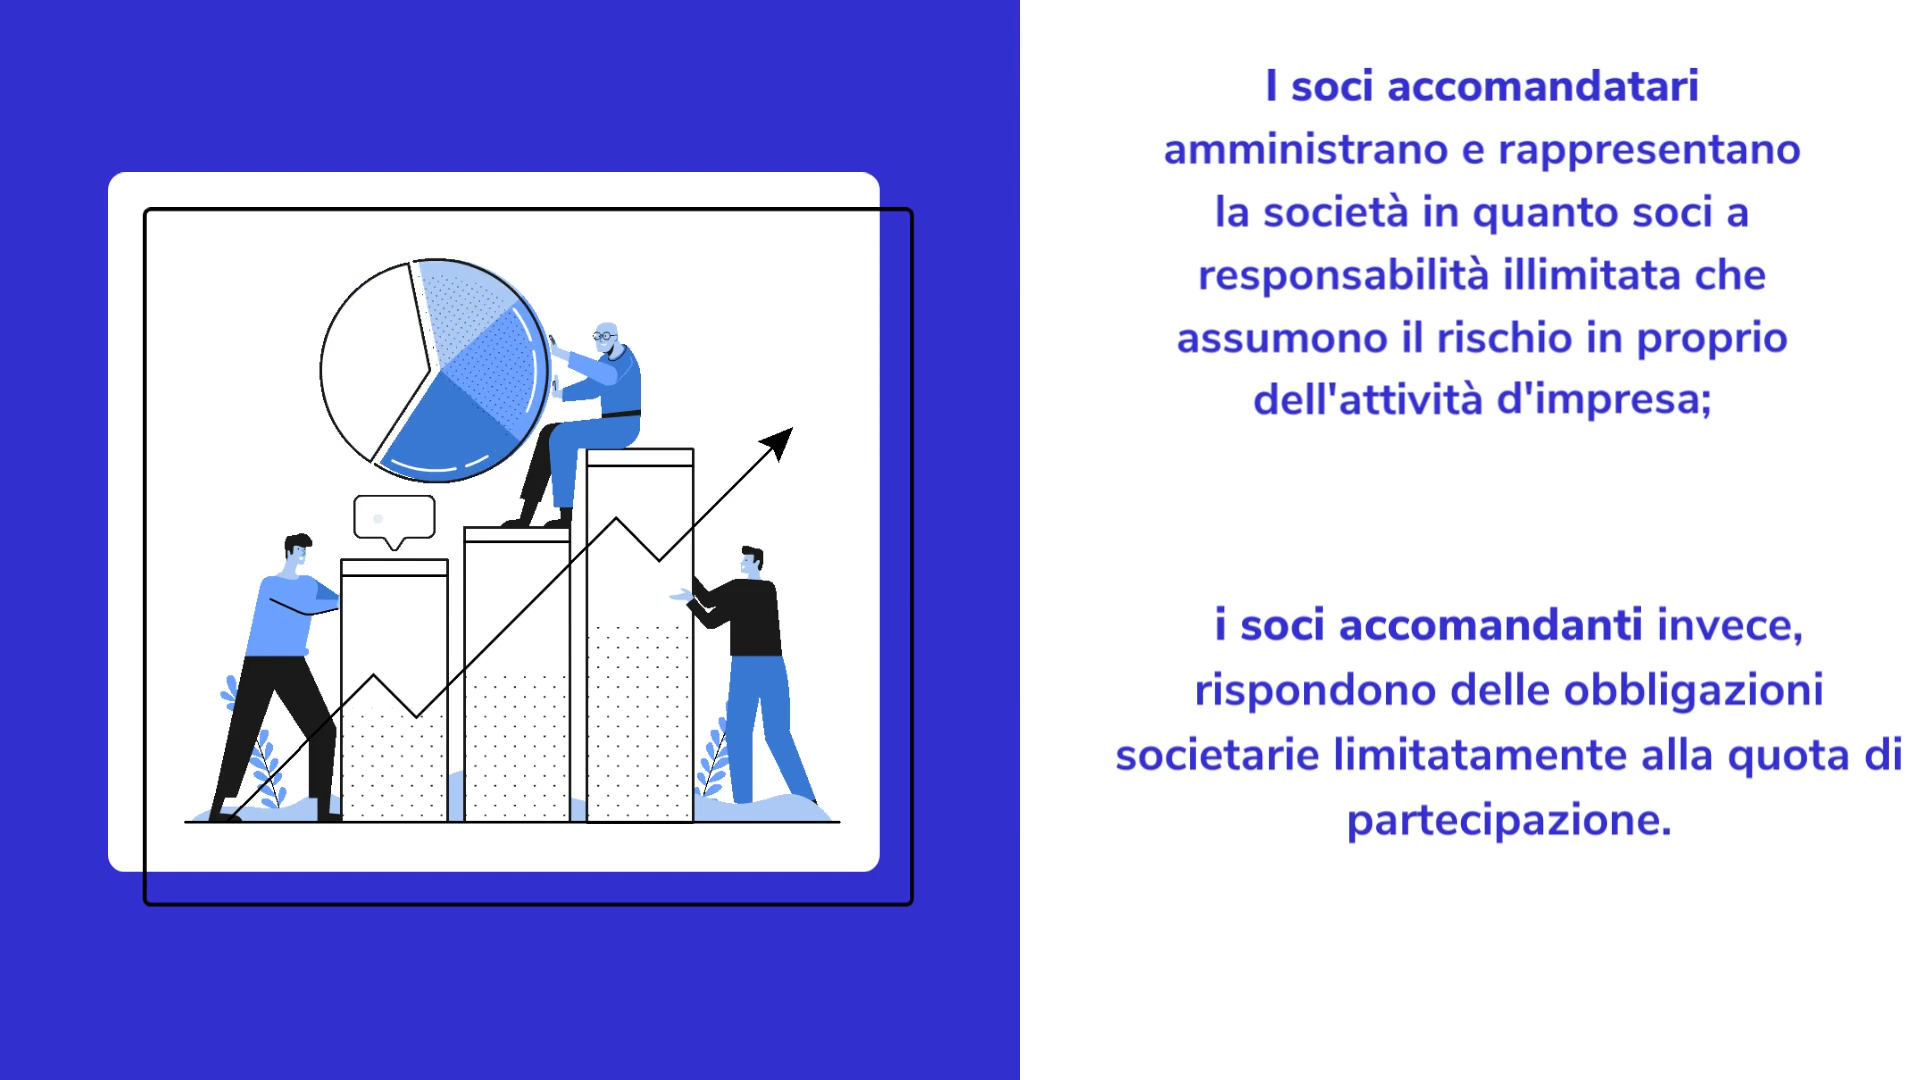 I soci accomandatari
amministrano e rappresentano
la società in quanto soci a
responsabilità illimitata che
assumono il rischio in proprio
dell'attività d'impresa;
i soci accomandanti invece,
rispondono delle obbligazioni
societarie limitatamente alla quota di
partecipazione.